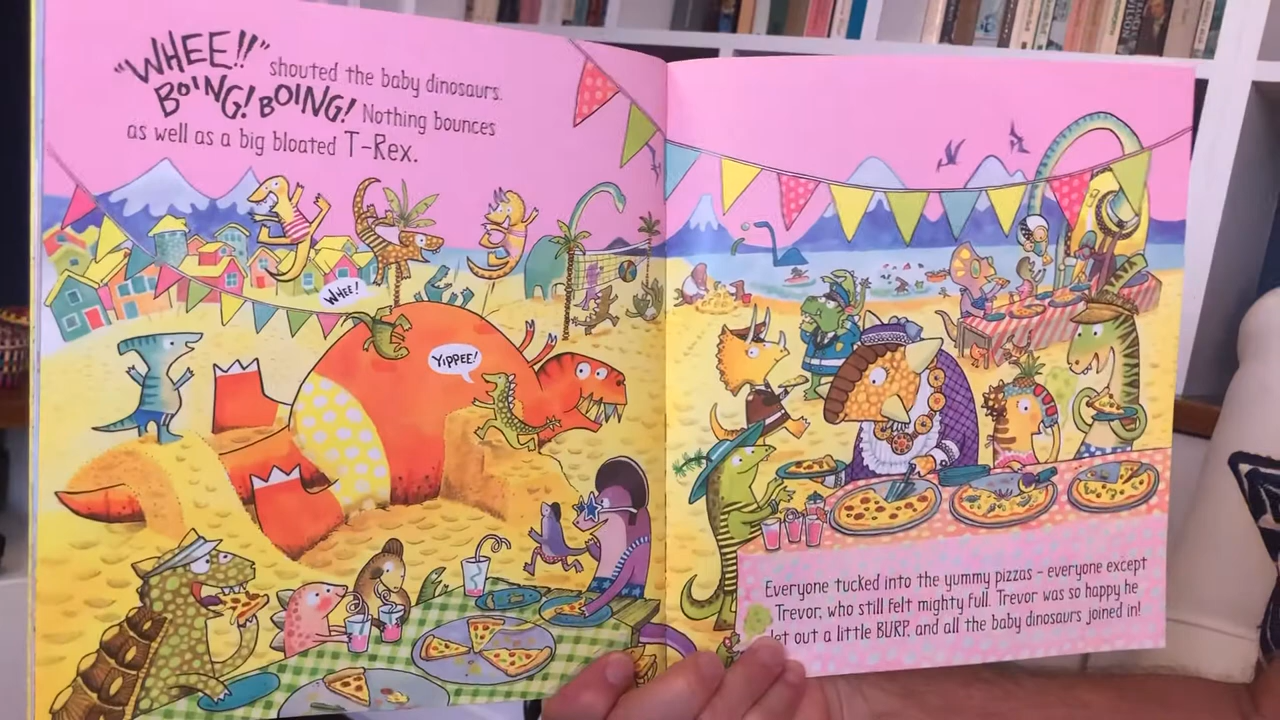 "WHEE!!" shouted the baby dinosaurs.
BOING! BOING! Nothing bounces
as well as a big bloated T-Rex.
WHEE!
YIPPEE!
Everyone tucked into the yummy pizzas – everyone except
Trevor, who still felt mighty full. Trevor was so happy he
let out a little BURP, and all the baby dinosaurs joined in!